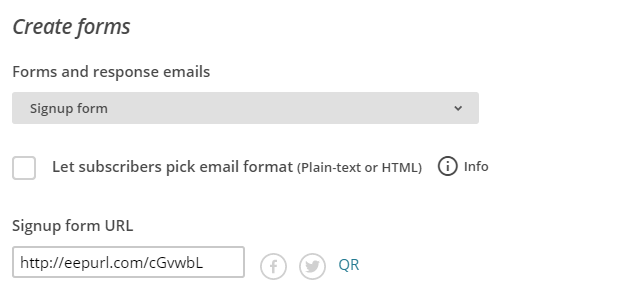 Create forms
Forms and response emails
Signup form
Let subscribers pick email format (Plain-text or HTML) Info
Signup form URL
http://eepurl.com/cGvwbL QR